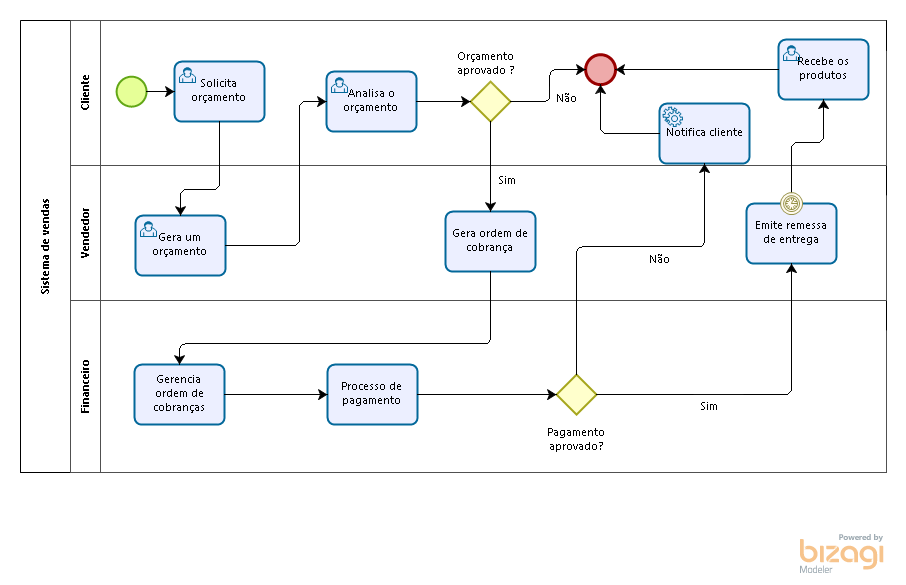 Sistema de vendas
Cliente
Solicita
orçamento
Analisa o
orçamento
Orçamento
aprovado ?
Não
Sim
Notifica cliente
Recebe os
produtos
Vendedor
Gera um
orçamento
Gera ordem de
cobrança
Não
Emite remessa
de entrega
Financeiro
Gerencia
ordem de
cobranças
Processo de
pagamento
Pagamento
aprovado?
Sim
Powered by
bizagi
Modeler